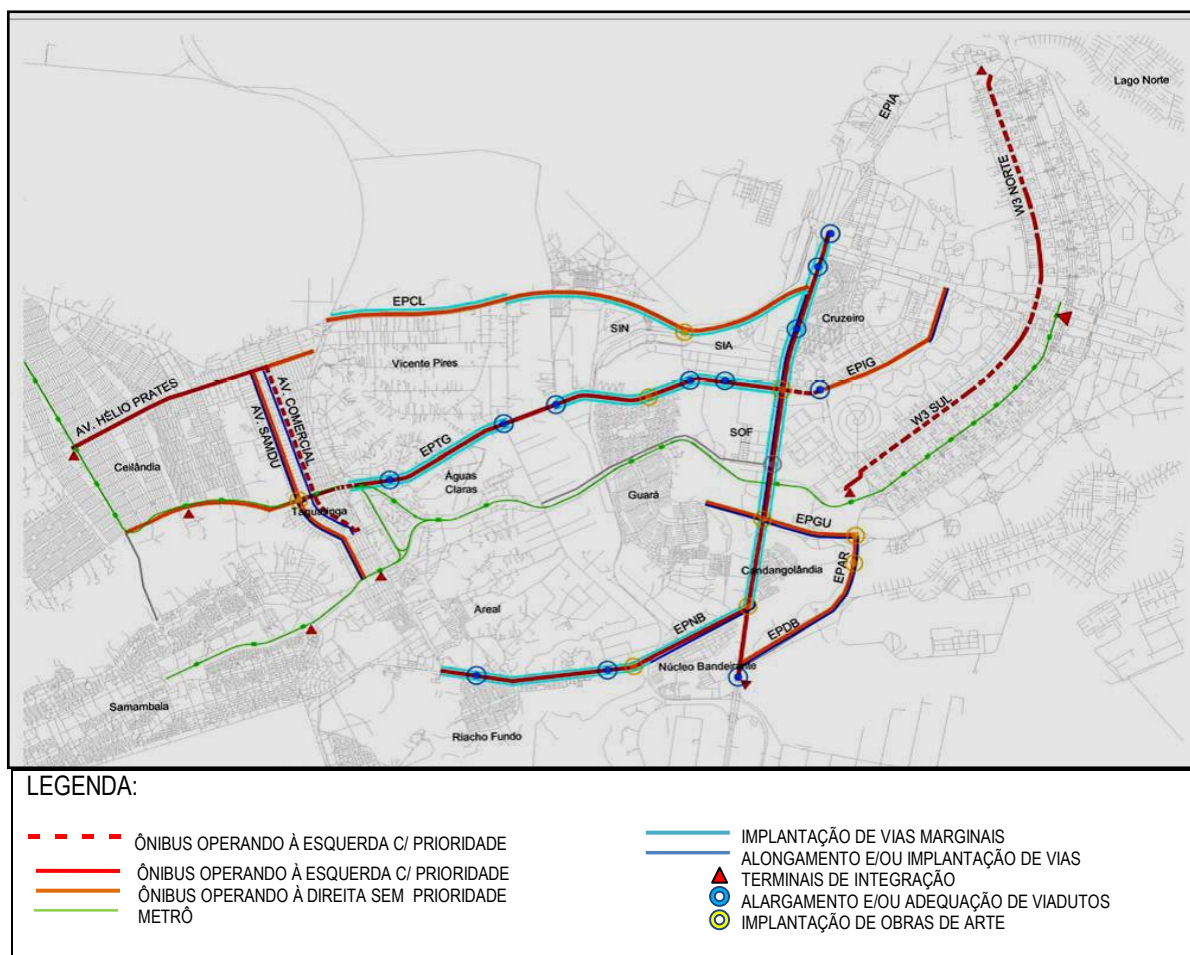 Lago Norte
EPIA
W3 NORTE
EPCL
SIN
SIA
Cruzeiro
Vicente Pires
EPIG
AV. HÉLIO PRATES
AV. COMERCIAL
AV. SAMDU
W3 SUL
SOF
EPTG
Ceilândia
Águas
Claras
Guará
Taguatinga
EPGU
EPAR
Candangolândia
Areal
EPNB
EPDB
Núcleo Bandeirante
Samambaia
Riacho Fundo
LEGENDA:
ÔNIBUS OPERANDO À ESQUERDA C/ PRIORIDADE
ÔNIBUS OPERANDO À ESQUERDA C/ PRIORIDADE
ÔNIBUS OPERANDO À DIREITA SEM PRIORIDADE
METRÔ
IMPLANTAÇÃO DE VIAS MARGINAIS
ALONGAMENTO E/OU IMPLANTAÇÃO DE VIAS
TERMINAIS DE INTEGRAÇÃO
ALARGAMENTO E/OU ADEQUAÇÃO DE VIADUTOS
IMPLANTAÇÃO DE OBRAS DE ARTE